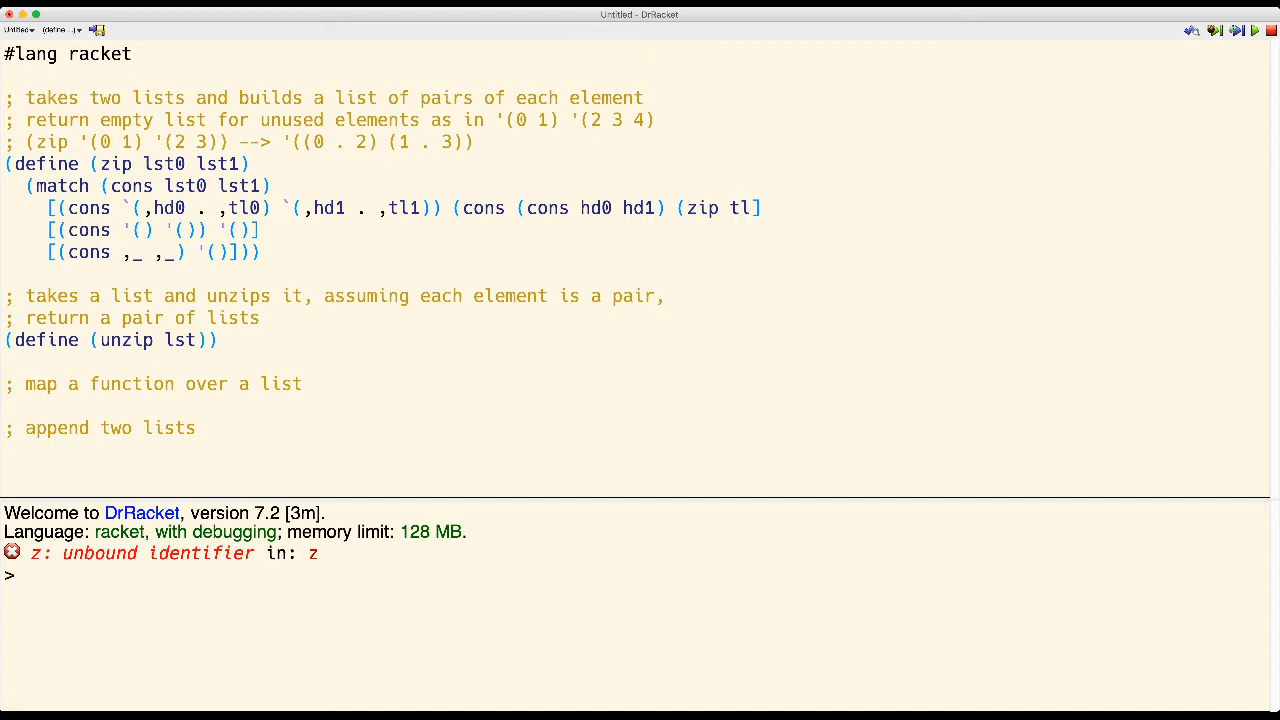 Untitled - DrRacket
Untitled (define ...)
#lang racket
; takes two lists and builds a list of pairs of each element
; return empty list for unused elements as in '(0 1) '(2 3 4)
; (zip '(0 1) '(2 3)) --> '((0 . 2) (1 . 3))
(define (zip lst0 lst1)
(match (cons lst0 lst1)
[(cons `(,hd0 . ,tl0) `(,hd1 . ,tl1)) (cons (cons hd0 hd1) (zip tl]
[(cons '() '()) '()]
[(cons ,_ ,_) '()]))
; takes a list and unzips it, assuming each element is a pair,
; return a pair of lists
(define (unzip lst))
; map a function over a list
; append two lists
Welcome to DrRacket, version 7.2 [3m].
Language: racket, with debugging; memory limit: 128 MB.
z: unbound identifier in: z
>